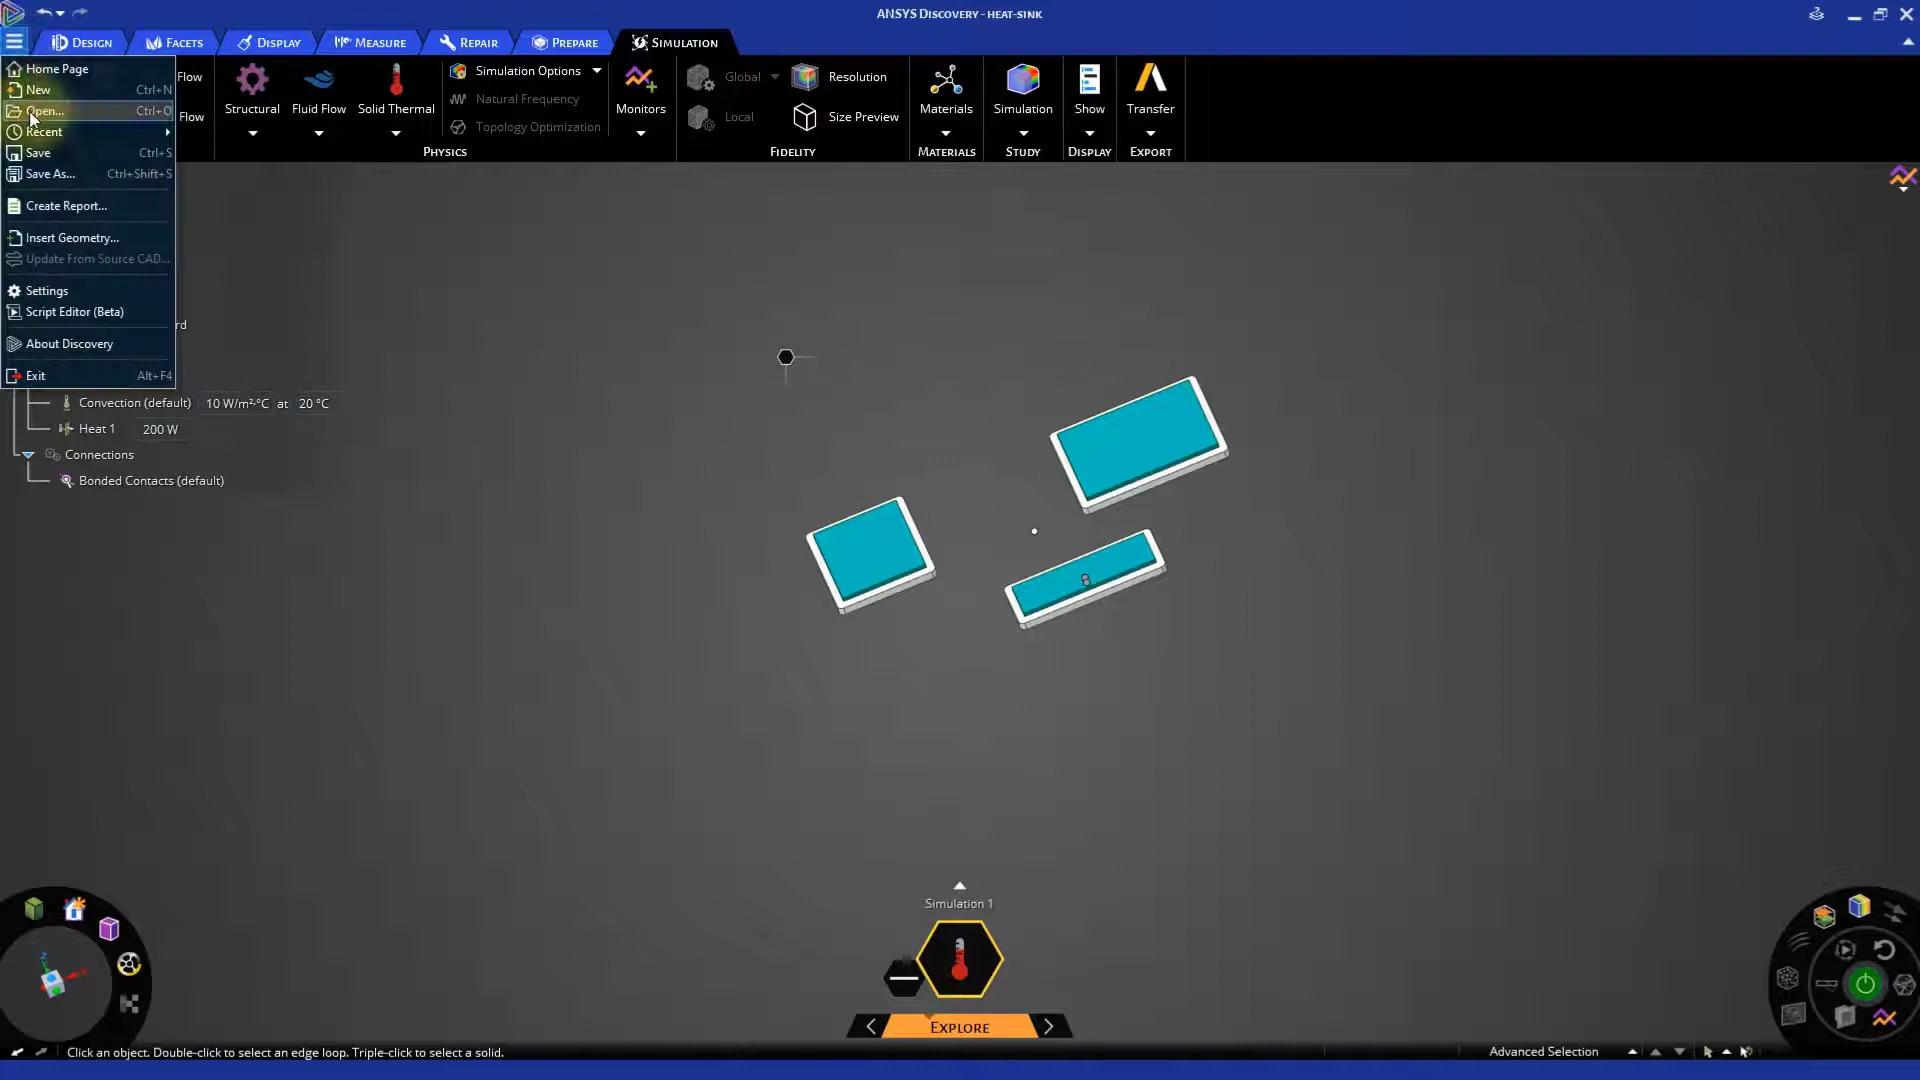 ANSYS Discovery - heat-sink
Design
Facets
Display
Measure
Repair
Prepare
Simulation
Home Page
New Ctrl+N
Open... Ctrl+O
Recent
Save Ctrl+S
Save As... Ctrl+Shift+S
Create Report...
Insert Geometry...
Update From Source CAD...
Settings
Script Editor (Beta)
About Discovery
Exit Alt+F4
Flow
Flow
Structural
Fluid Flow
Solid Thermal
Simulation Options
Natural Frequency
Topology Optimization
Physics
Monitors
Global
Local
Resolution
Size Preview
Fidelity
Materials
Materials
Simulation
Study
Show
Display
Transfer
Export
rd
Convection (default) 10 W/m²·°C at 20 °C
Heat 1 200 W
Connections
Bonded Contacts (default)
Z
Simulation 1
Explore
Click an object. Double-click to select an edge loop. Triple-click to select a solid.
Advanced Selection